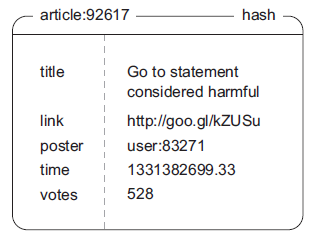 article:92617 hash
title Go to statement
considered harmful
link http://goo.gl/kZUSu
poster user:83271
time 1331382699.33
votes 528